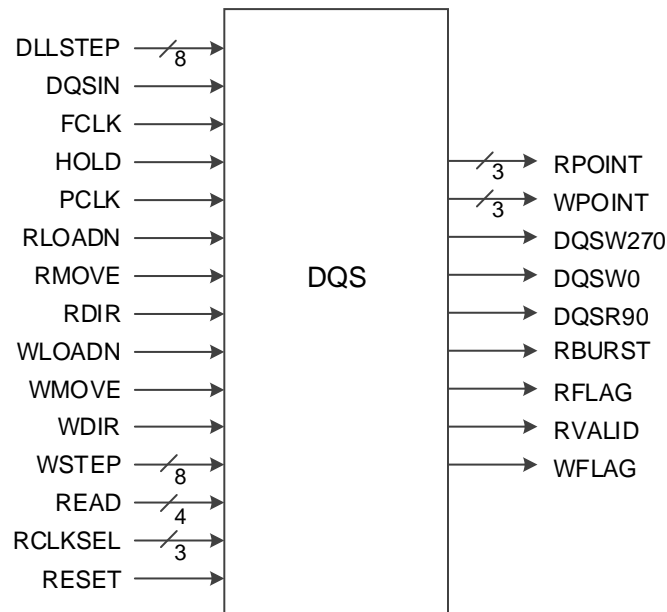 DLLSTEP
8
DQSIN
FCLK
HOLD
PCLK
RLOADN
RMOVE
RDIR
WLOADN
WMOVE
WDIR
WSTEP
8
READ
4
RCLKSEL
3
RESET
DQS
RPOINT
3
WPOINT
3
DQSW270
DQSW0
DQSR90
RBURST
RFLAG
RVALID
WFLAG